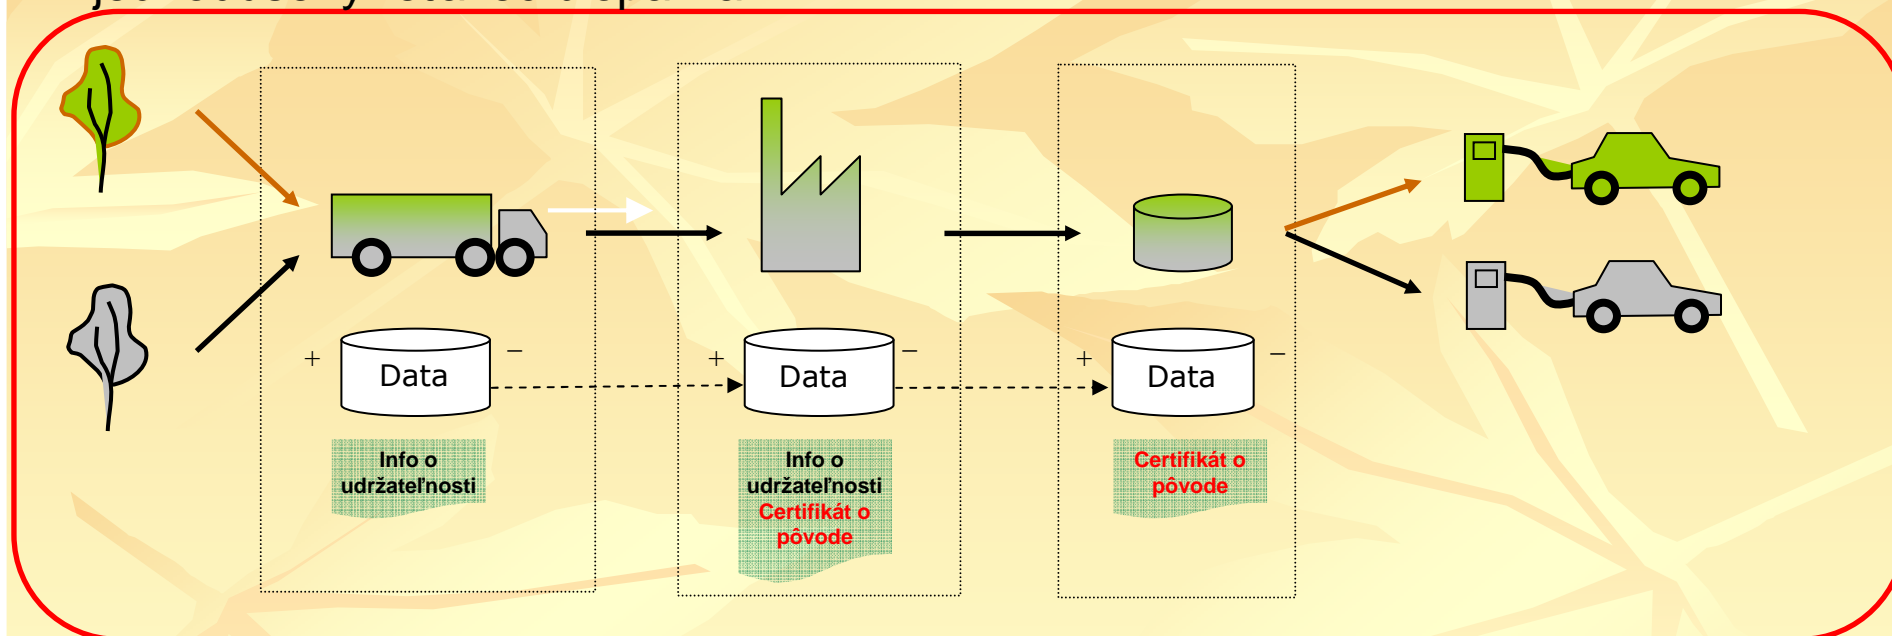 +
Data
−
+
Data
−
+
Data
−
Info o
udržateľnosti
Info o
udržateľnosti
Certifikát o
pôvode
Certifikát o
pôvode